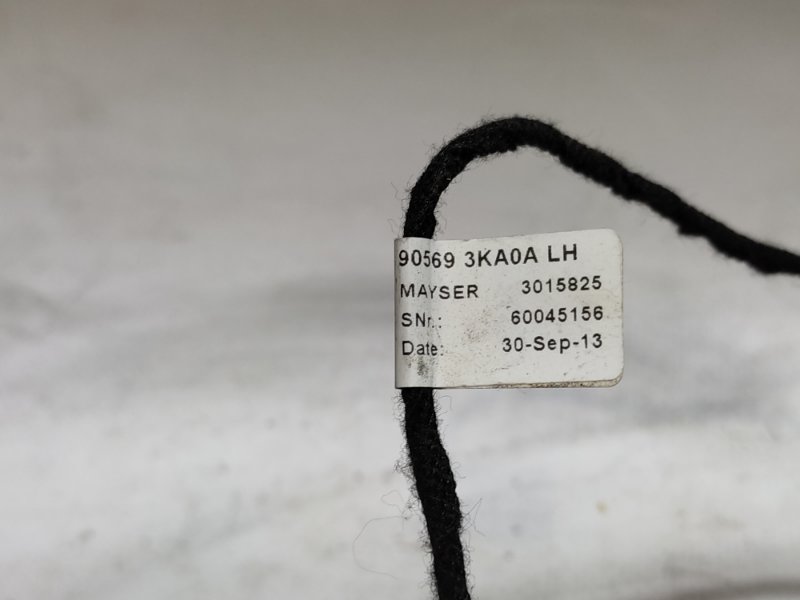 90569 3KA0A LH
MAYSER 3015825
SNr.: 60045156
Date: 30-Sep-13